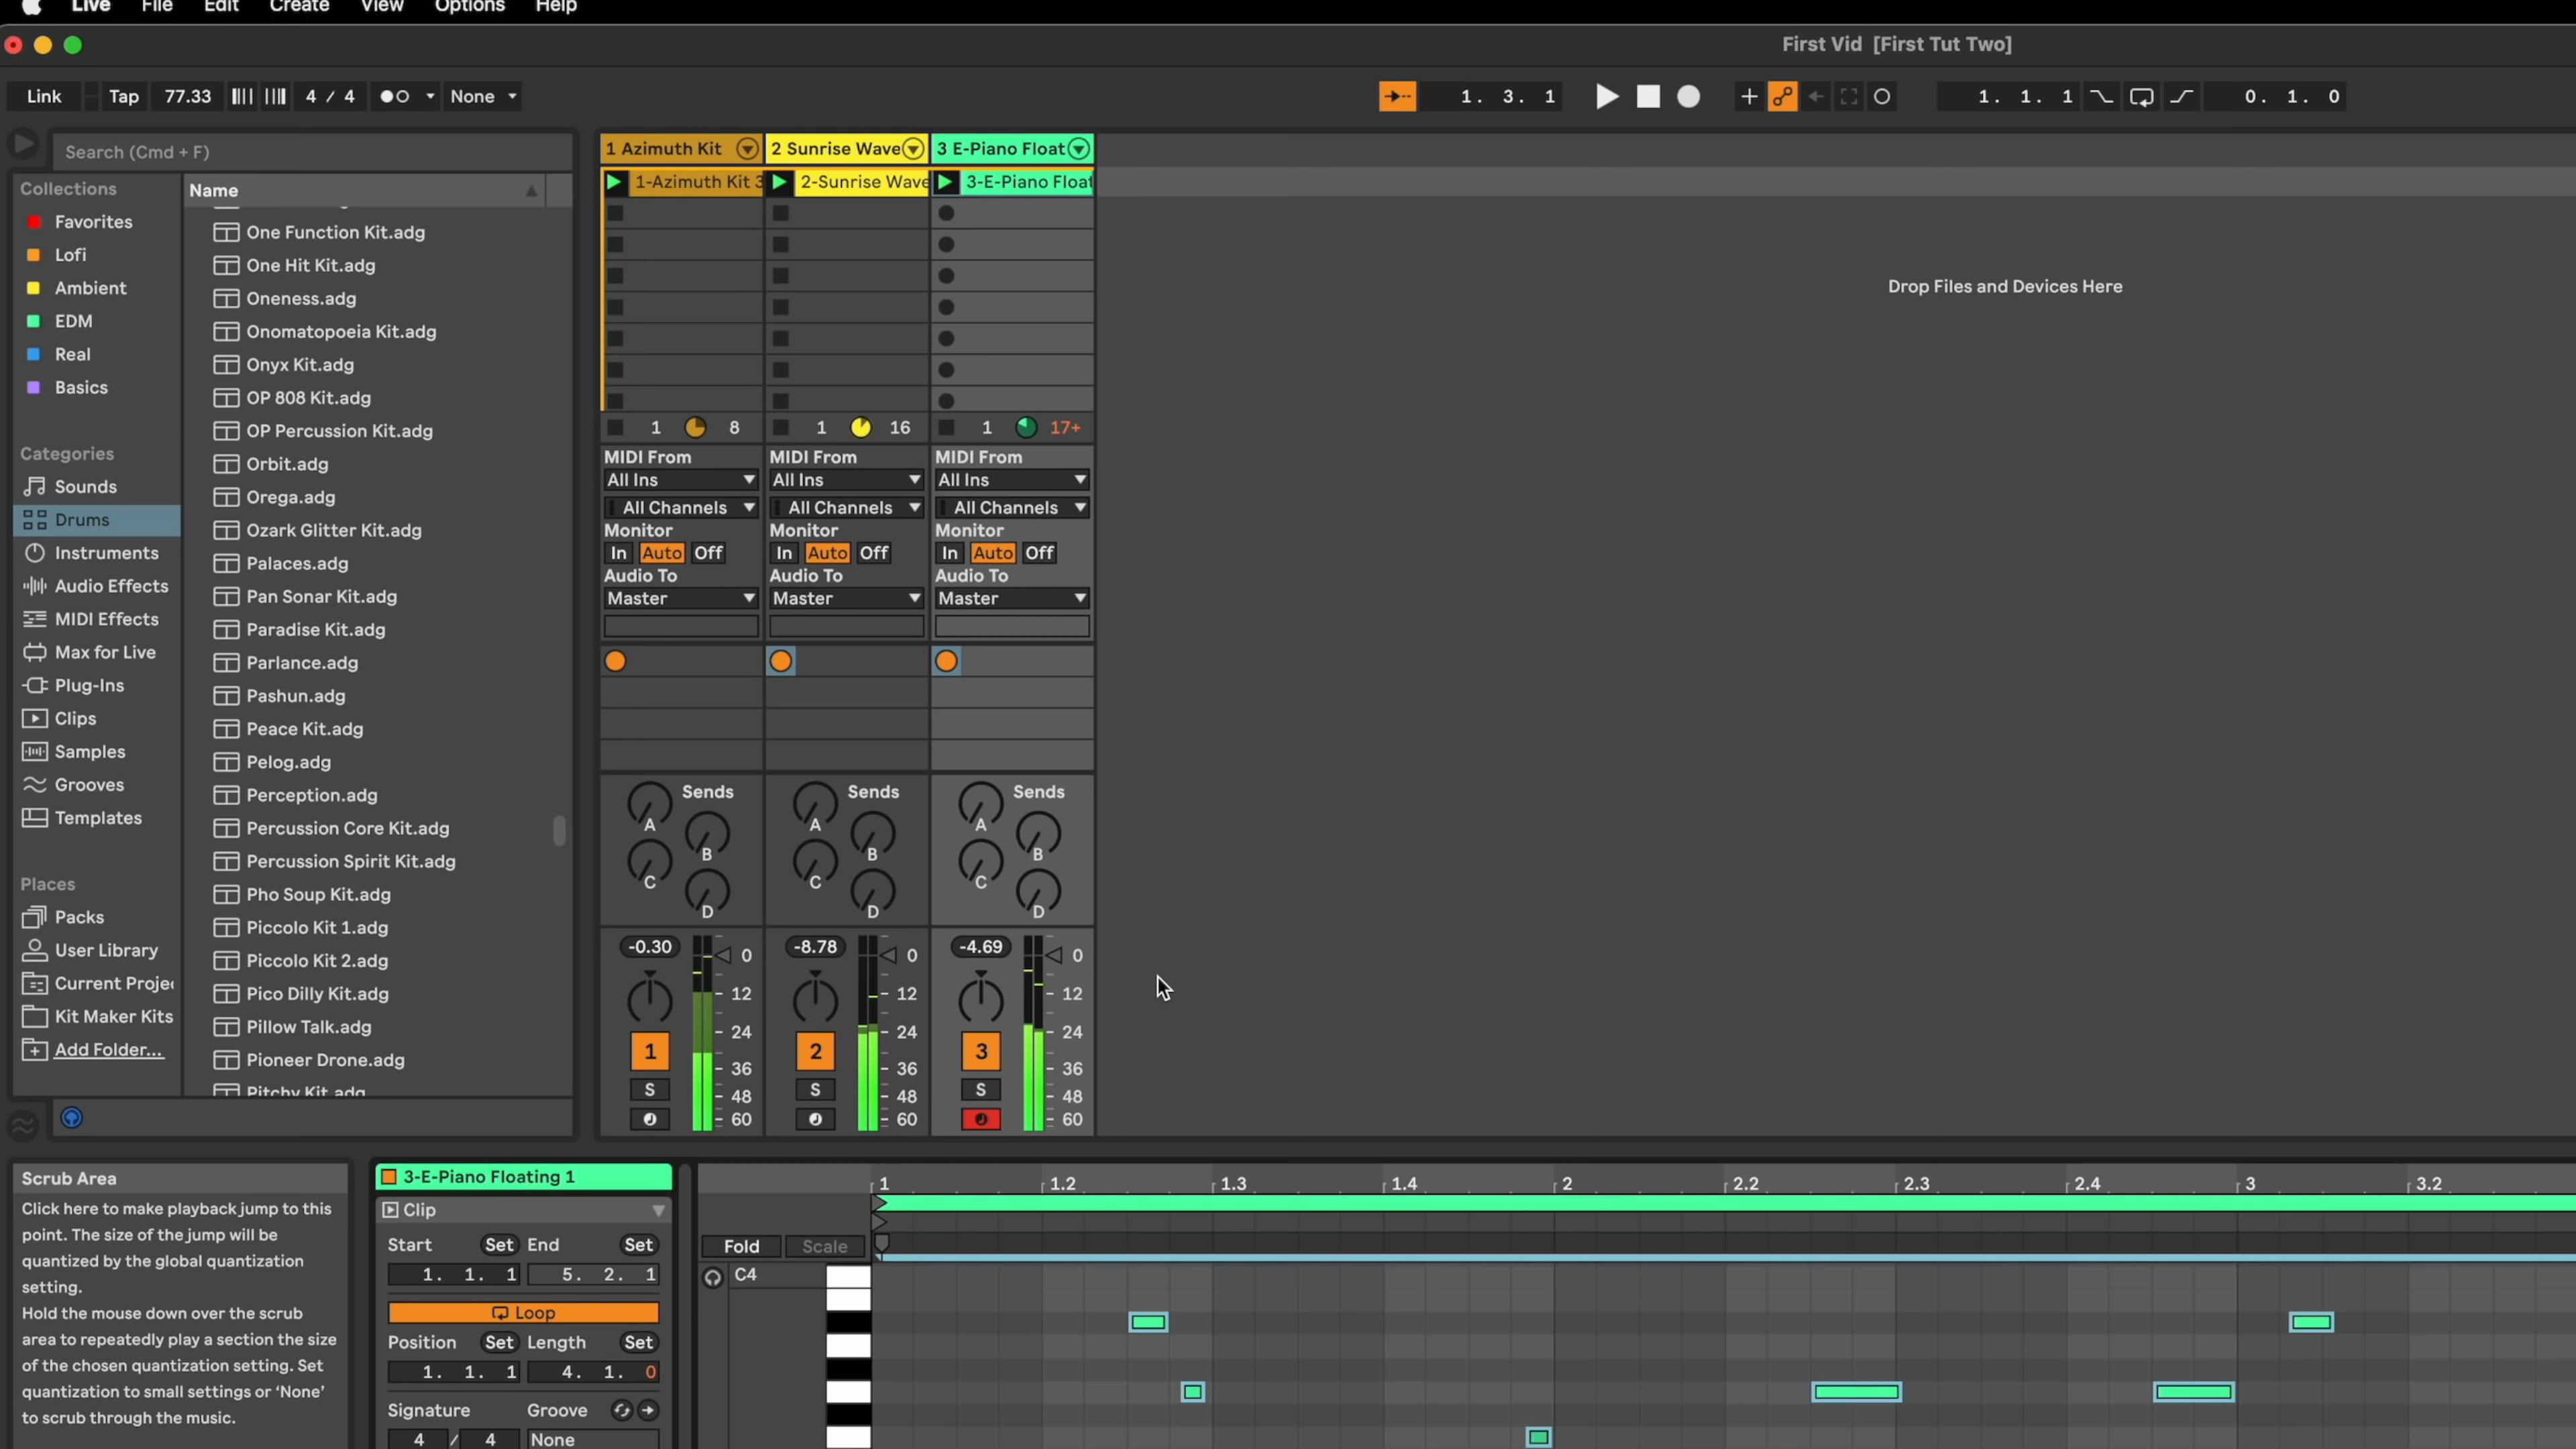 Live File Edit Create View Options Help
First Vid [First Tut Two]
Link Tap 77.33 4 / 4 None 1. 3. 1 1. 1. 1 0. 1. 0
Search (Cmd + F)
Collections
Favorites
Lofi
Ambient
EDM
Real
Basics
Categories
Sounds
Drums
Instruments
Audio Effects
MIDI Effects
Max for Live
Plug-Ins
Clips
Samples
Grooves
Templates
Places
Packs
User Library
Current Proje
Kit Maker Kits
Add Folder...
Name
One Function Kit.adg
One Hit Kit.adg
Oneness.adg
Onomatopoeia Kit.adg
Onyx Kit.adg
OP 808 Kit.adg
OP Percussion Kit.adg
Orbit.adg
Orega.adg
Ozark Glitter Kit.adg
Palaces.adg
Pan Sonar Kit.adg
Paradise Kit.adg
Parlance.adg
Pashun.adg
Peace Kit.adg
Pelog.adg
Perception.adg
Percussion Core Kit.adg
Percussion Spirit Kit.adg
Pho Soup Kit.adg
Piccolo Kit 1.adg
Piccolo Kit 2.adg
Pico Dilly Kit.adg
Pillow Talk.adg
Pioneer Drone.adg
Pitchy Kit.adg
1 Azimuth Kit 2 Sunrise Wave 3 E-Piano Float
1-Azimuth Kit 3 2-Sunrise Wave 3-E-Piano Float
Drop Files and Devices Here
1 8 1 16 1 17+
MIDI From MIDI From MIDI From
All Ins All Ins All Ins
All Channels All Channels All Channels
Monitor Monitor Monitor
In Auto Off In Auto Off In Auto Off
Audio To Audio To Audio To
Master Master Master
Sends Sends Sends
A A A
B B B
C C C
D D D
-0.30 0 -8.78 0 -4.69 0
12 12 12
24 24 24
1 2 3
36 36 36
S 48 S 48 S 48
60 60 60
Scrub Area
Click here to make playback jump to this
point. The size of the jump will be
quantized by the global quantization
setting.
Hold the mouse down over the scrub
area to repeatedly play a section the size
of the chosen quantization setting. Set
quantization to small settings or 'None'
to scrub through the music.
3-E-Piano Floating 1
Clip
Start Set End Set
1. 1. 1 5. 2. 1
Loop
Position Set Length Set
1. 1. 1 4. 1. 0
Signature Groove
4 / 4 None
1 1.2 1.3 1.4 2 2.2 2.3 2.4 3 3.2
Fold Scale
C4